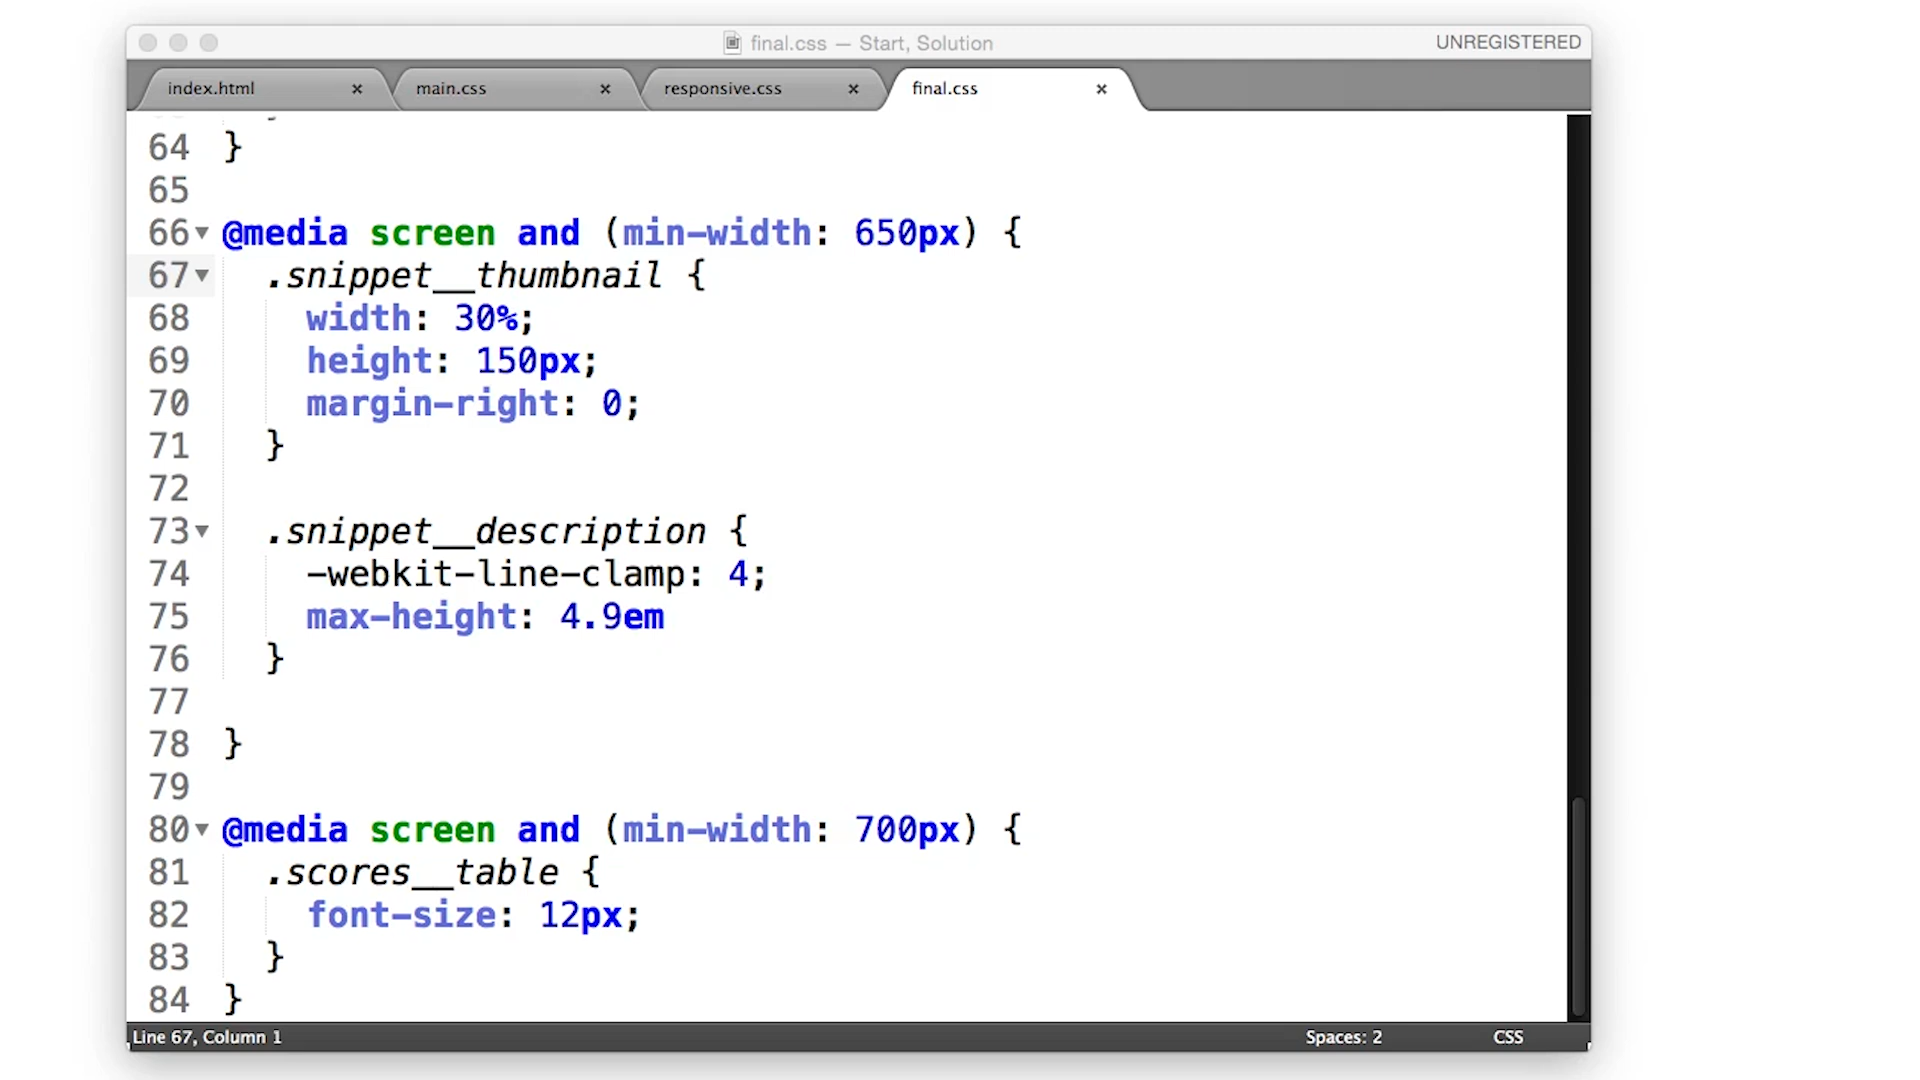 final.css — Start, Solution
UNREGISTERED
index.html × main.css × responsive.css × final.css ×
64 }
65
66 @media screen and (min-width: 650px) {
67 .snippet__thumbnail {
68 width: 30%;
69 height: 150px;
70 margin-right: 0;
71 }
72
73 .snippet__description {
74 -webkit-line-clamp: 4;
75 max-height: 4.9em
76 }
77
78 }
79
80 @media screen and (min-width: 700px) {
81 .scores__table {
82 font-size: 12px;
83 }
84 }
Line 67, Column 1
Spaces: 2
CSS